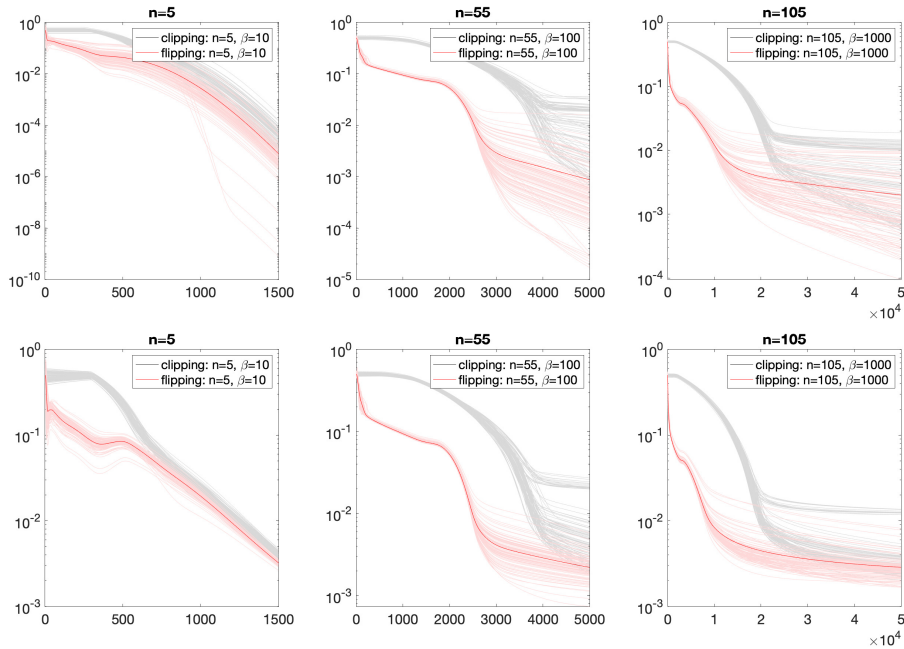 n=5
10^0
10^-2
10^-4
10^-6
10^-8
10^-10
0 500 1000 1500
clipping: n=5, β=10
flipping: n=5, β=10
n=55
10^0
10^-1
10^-2
10^-3
10^-4
10^-5
0 1000 2000 3000 4000 5000
clipping: n=55, β=100
flipping: n=55, β=100
n=105
10^0
10^-1
10^-2
10^-3
10^-4
0 1 2 3 4 5
×10^4
clipping: n=105, β=1000
flipping: n=105, β=1000
n=5
10^0
10^-1
10^-2
10^-3
0 500 1000 1500
clipping: n=5, β=10
flipping: n=5, β=10
n=55
10^0
10^-1
10^-2
10^-3
0 1000 2000 3000 4000 5000
clipping: n=55, β=100
flipping: n=55, β=100
n=105
10^0
10^-1
10^-2
10^-3
0 1 2 3 4 5
×10^4
clipping: n=105, β=1000
flipping: n=105, β=1000